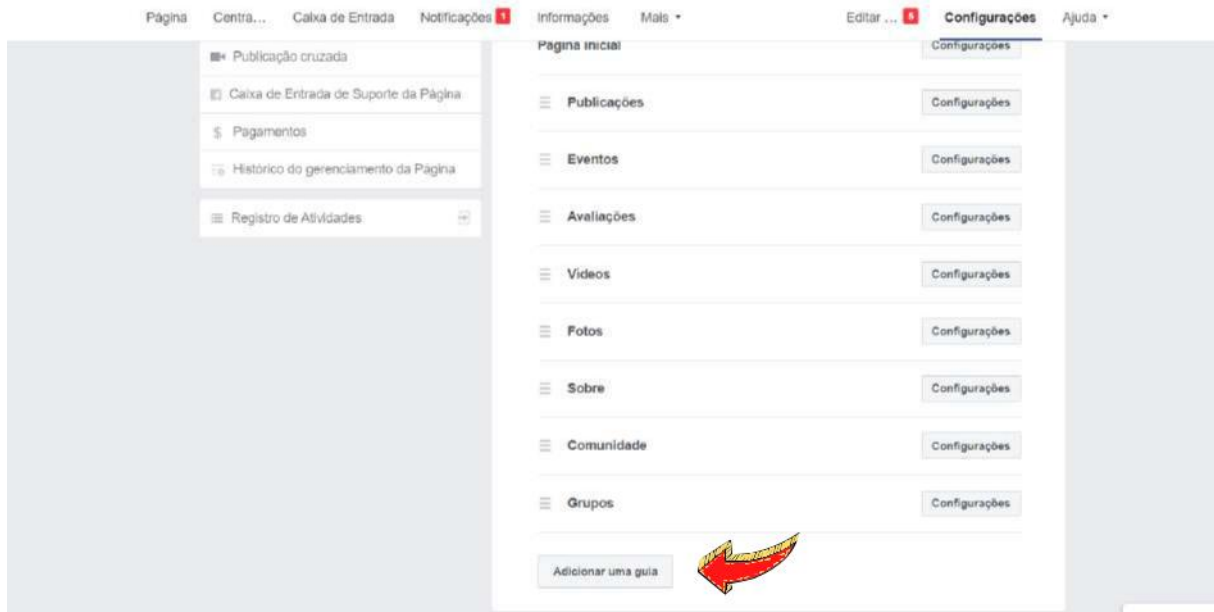 Página Centra... Caixa de Entrada Notificações 1 Informações Mais Editar ... 5 Configurações Ajuda
Publicação cruzada
Caixa de Entrada de Suporte da Página
$ Pagamentos
Histórico do gerenciamento da Página
Registro de Atividades
Página Inicial Configurações
Publicações Configurações
Eventos Configurações
Avaliações Configurações
Vídeos Configurações
Fotos Configurações
Sobre Configurações
Comunidade Configurações
Grupos Configurações
Adicionar uma guia